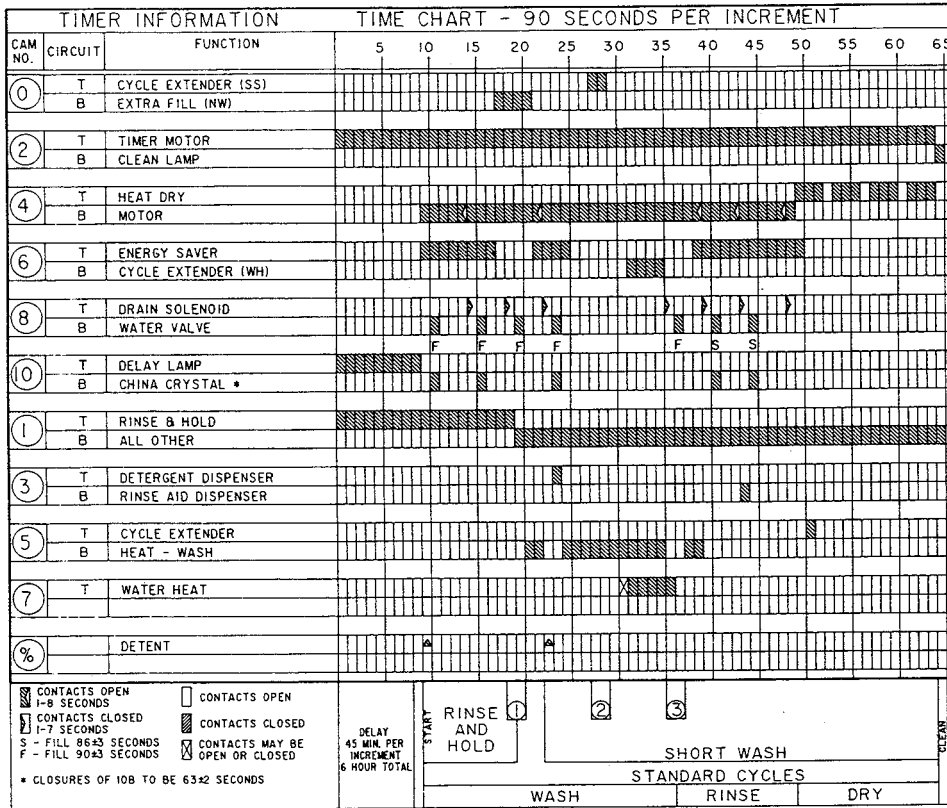 TIMER INFORMATION TIME CHART - 90 SECONDS PER INCREMENT
CAM NO. CIRCUIT FUNCTION 5 10 15 20 25 30 35 40 45 50 55 60 65
0 T CYCLE EXTENDER (SS)
B EXTRA FILL (NW)
2 T TIMER MOTOR
B CLEAN LAMP
4 T HEAT DRY
B MOTOR
6 T ENERGY SAVER
B CYCLE EXTENDER (WH)
8 T DRAIN SOLENOID
B WATER VALVE
F F F F F S S
10 T DELAY LAMP
B CHINA CRYSTAL *
1 T RINSE & HOLD
B ALL OTHER
3 T DETERGENT DISPENSER
B RINSE AID DISPENSER
5 T CYCLE EXTENDER
B HEAT - WASH
7 T WATER HEAT
% DETENT
CONTACTS OPEN
1-8 SECONDS
CONTACTS CLOSED
1-7 SECONDS
S - FILL 86±3 SECONDS
F - FILL 90±3 SECONDS
* CLOSURES OF 10B TO BE 63±2 SECONDS
CONTACTS OPEN
CONTACTS CLOSED
CONTACTS MAY BE
OPEN OR CLOSED
DELAY
45 MIN. PER
INCREMENT
6 HOUR TOTAL
START
RINSE
AND
HOLD
1 2 3
SHORT WASH
STANDARD CYCLES
WASH RINSE DRY
CLEAN